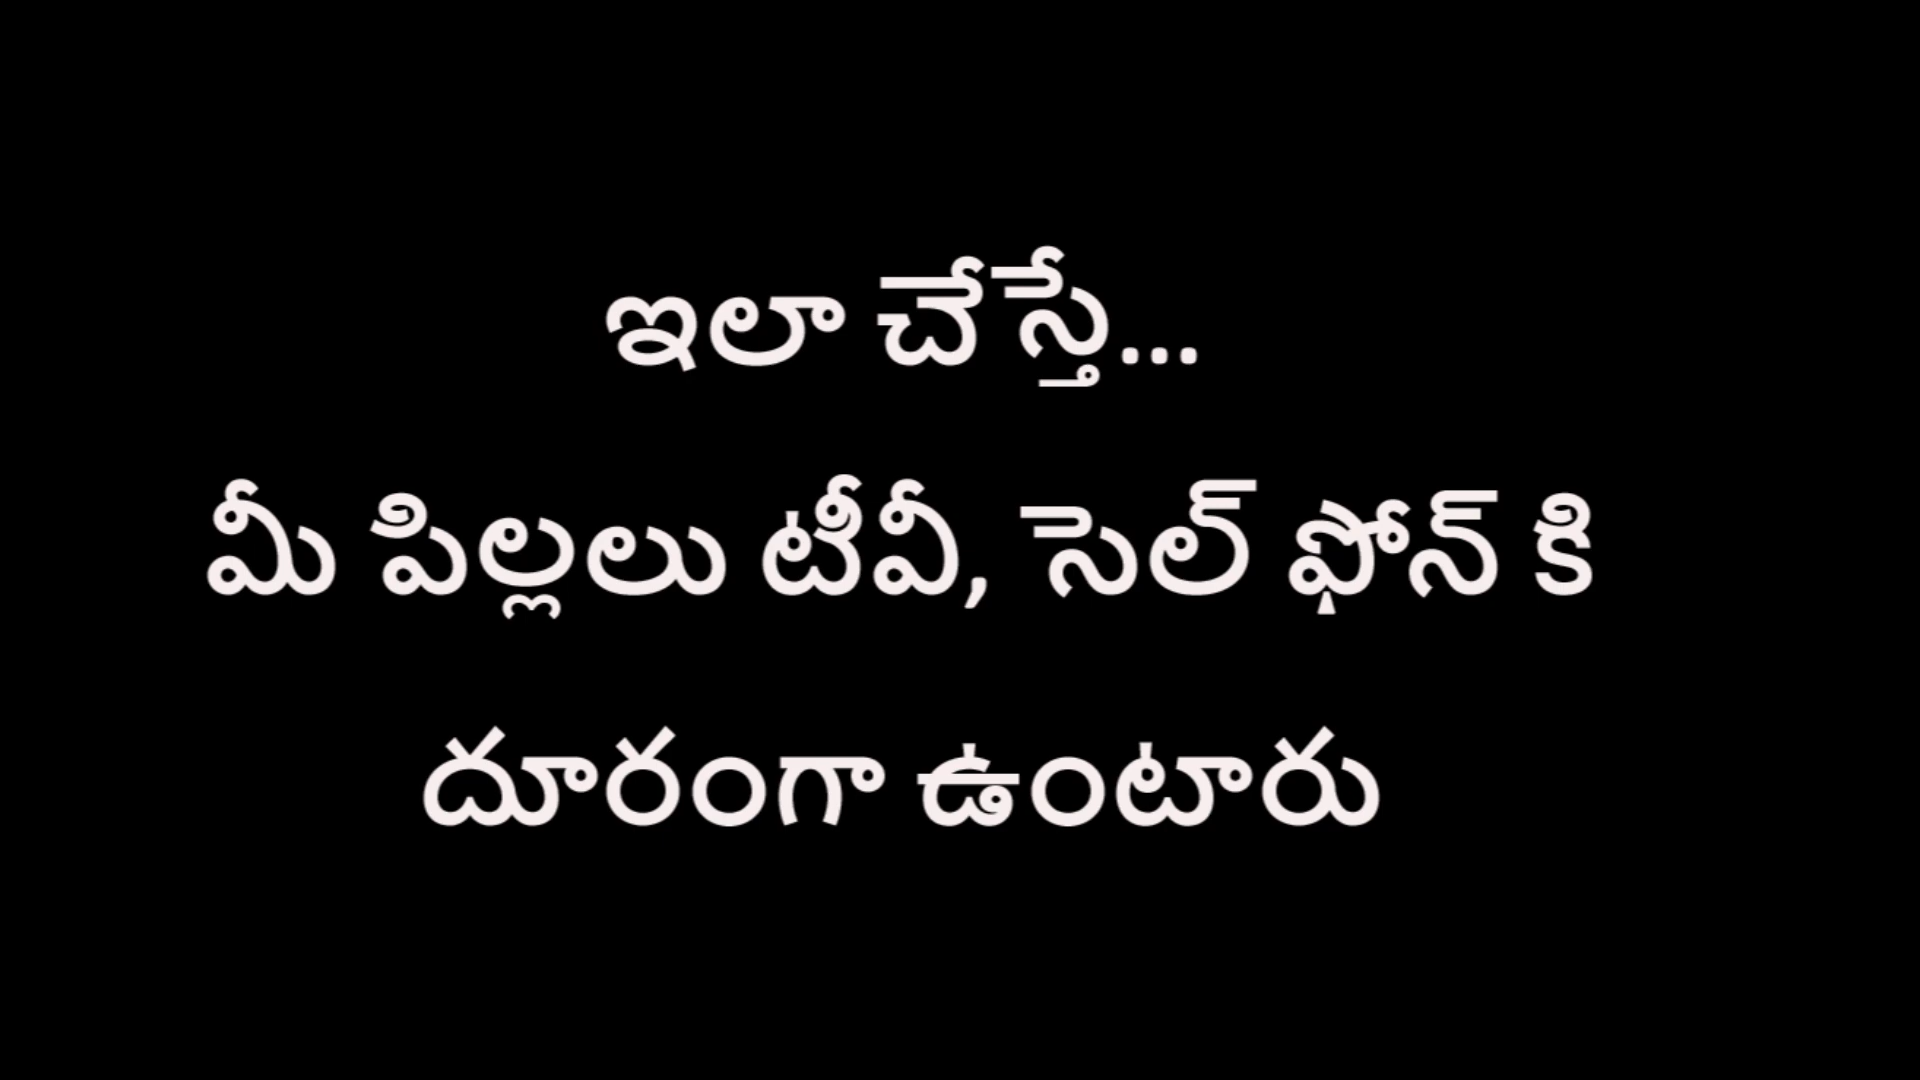 ఇలా చేస్తే...
మీ పిల్లలు టీవీ, సెల్ ఫోన్ కి
దూరంగా ఉంటారు